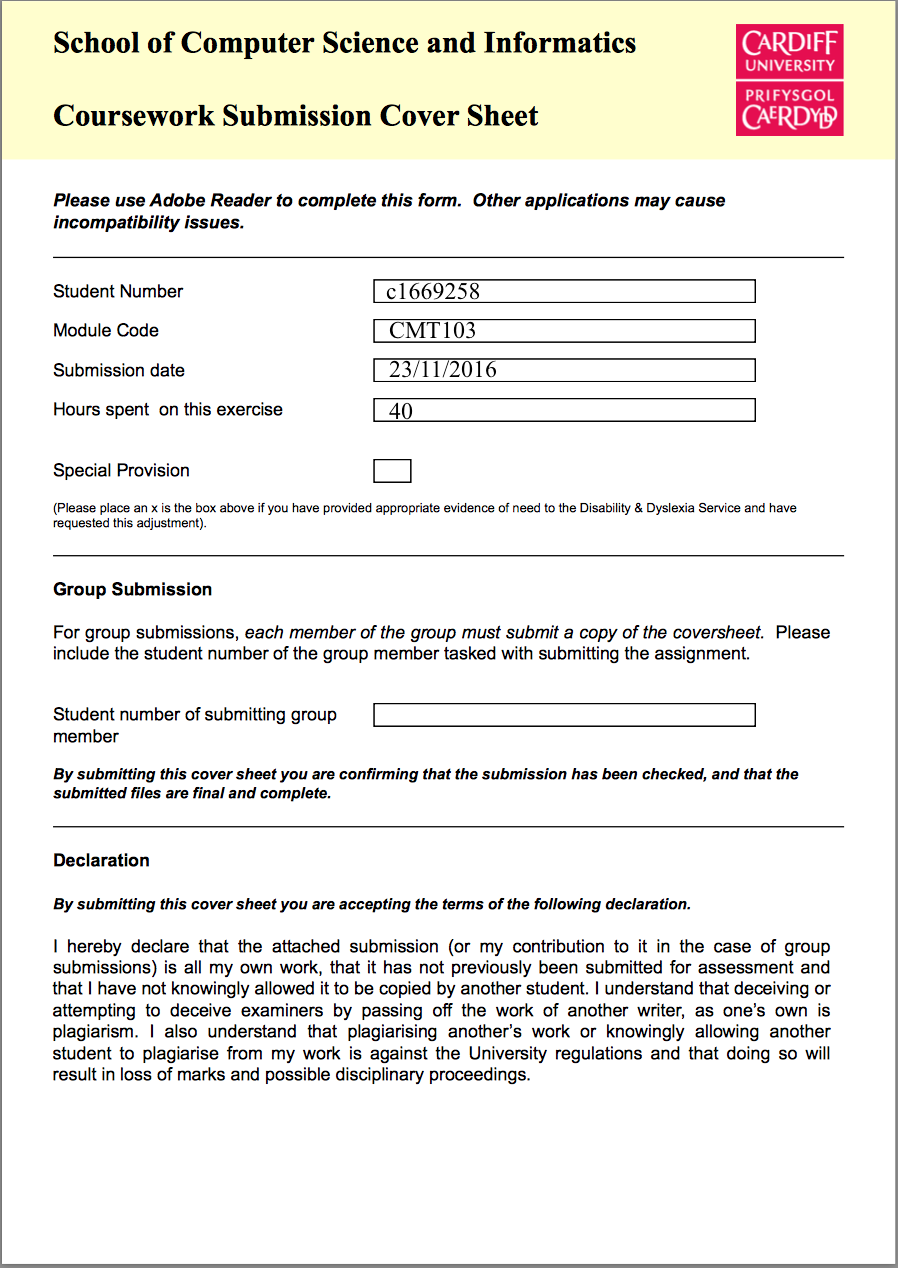 School of Computer Science and Informatics
CARDIFF
UNIVERSITY
Coursework Submission Cover Sheet
PRIFYSGOL
CAERDYDD
Please use Adobe Reader to complete this form.  Other applications may cause
incompatibility issues.
Student Number c1669258
Module Code CMT103
Submission date 23/11/2016
Hours spent  on this exercise 40
Special Provision
(Please place an x is the box above if you have provided appropriate evidence of need to the Disability & Dyslexia Service and have
requested this adjustment).
Group Submission
For group submissions, each member of the group must submit a copy of the coversheet.  Please
include the student number of the group member tasked with submitting the assignment.
Student number of submitting group
member
By submitting this cover sheet you are confirming that the submission has been checked, and that the
submitted files are final and complete.
Declaration
By submitting this cover sheet you are accepting the terms of the following declaration.
I hereby declare that the attached submission (or my contribution to it in the case of group
submissions) is all my own work, that it has not previously been submitted for assessment and
that I have not knowingly allowed it to be copied by another student. I understand that deceiving or
attempting to deceive examiners by passing off the work of another writer, as one’s own is
plagiarism. I also understand that plagiarising another’s work or knowingly allowing another
student to plagiarise from my work is against the University regulations and that doing so will
result in loss of marks and possible disciplinary proceedings.